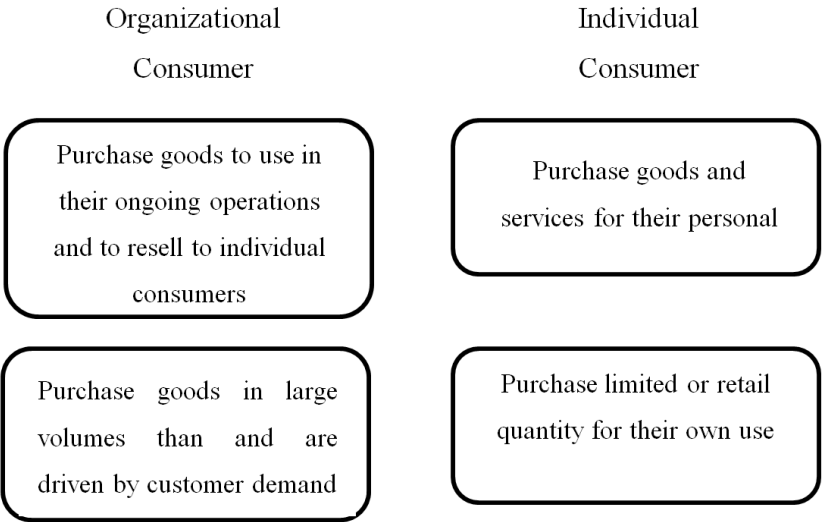 Organizational
Consumer
Individual
Consumer
Purchase goods to use in
their ongoing operations
and to resell to individual
consumers
Purchase goods and
services for their personal
Purchase goods in large
volumes than and are
driven by customer demand
Purchase limited or retail
quantity for their own use